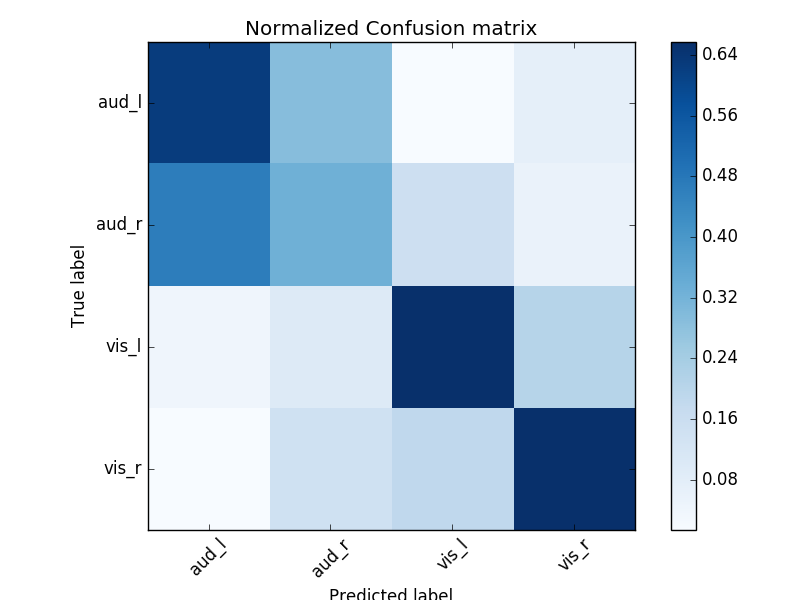 Normalized Confusion matrix
True label
aud_l
aud_r
vis_l
vis_r
aud_l
aud_r
vis_l
vis_r
Predicted label
0.64
0.56
0.48
0.40
0.32
0.24
0.16
0.08